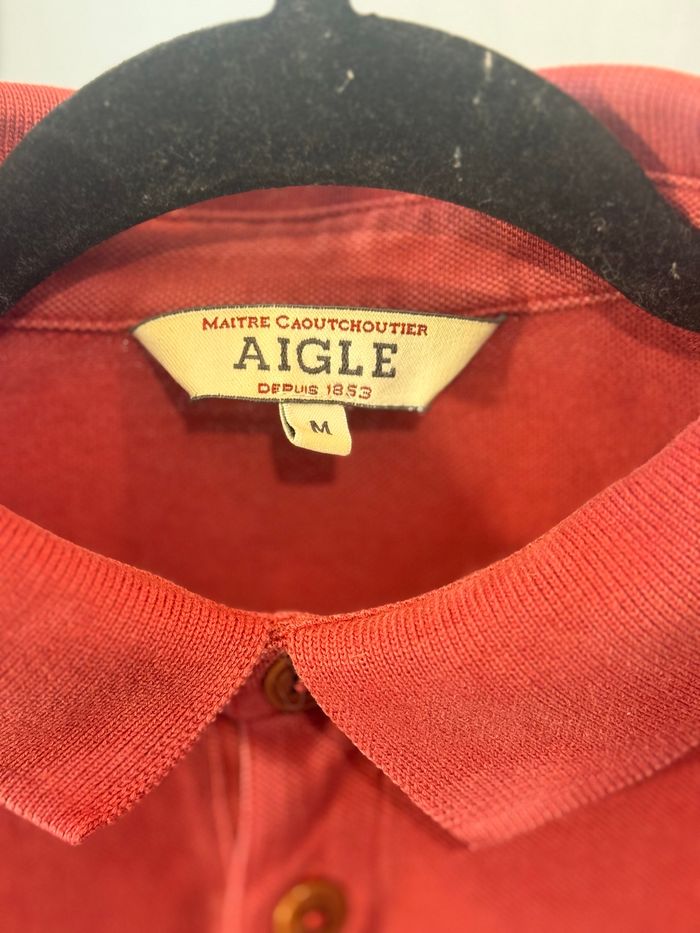 MAITRE CAOUTCHOUTIER
AIGLE
DEPUIS 1853
M